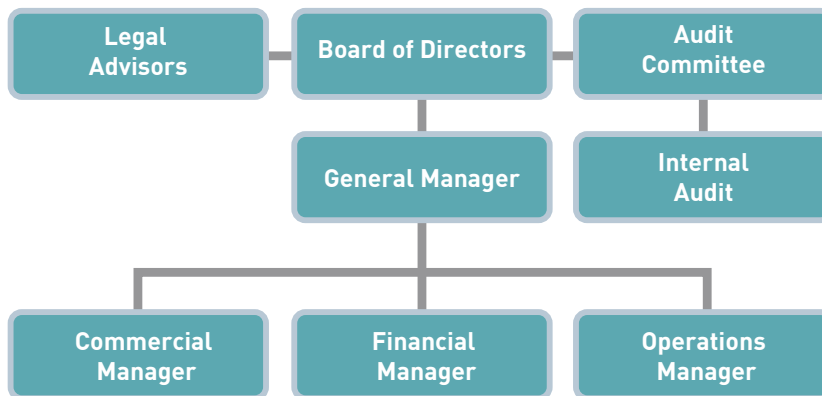 Legal
Advisors
Board of Directors
Audit
Committee
General Manager
Internal
Audit
Commercial
Manager
Financial
Manager
Operations
Manager